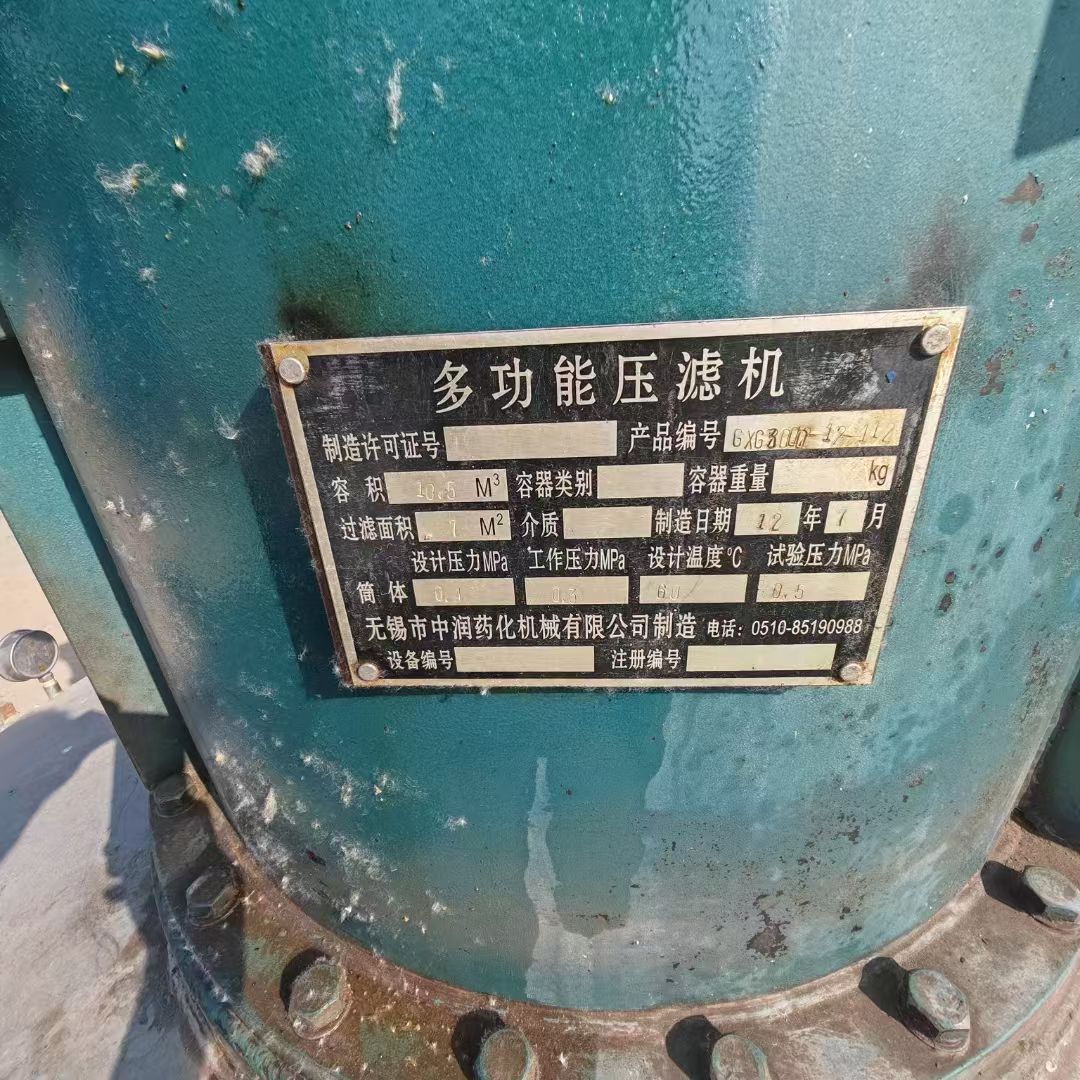 多功能压滤机
制造许可证号 产品编号
容积 10.5 M³ 容器类别 容器重量 kg
过滤面积 7 M² 介质 制造日期 12 年 7 月
设计压力MPa 工作压力MPa 设计温度℃ 试验压力MPa
筒体 0.3 60 0.5
无锡市中润药化机械有限公司制造 电话：0510-85190988
设备编号 注册编号